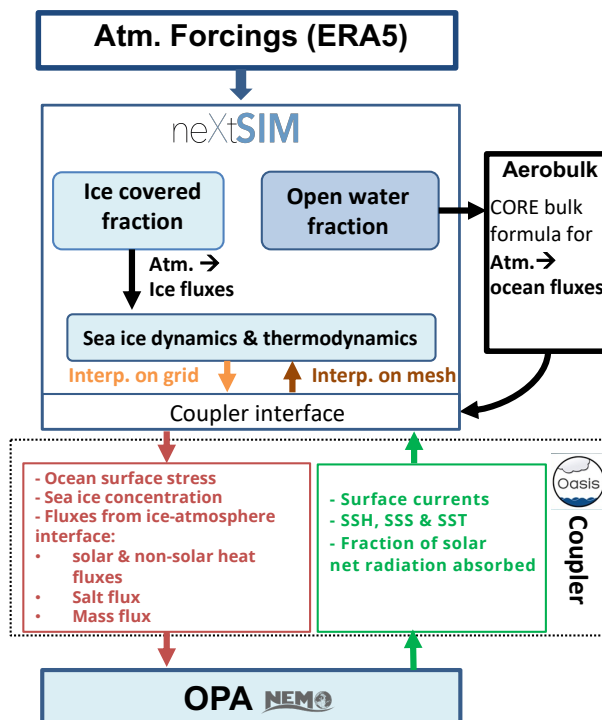 Atm. Forcings (ERA5)
neXtSIM
Ice covered
fraction
Open water
fraction
Aerobulk
CORE bulk
formula for
Atm.→
ocean fluxes
Atm. →
Ice fluxes
Sea ice dynamics & thermodynamics
Interp. on grid
Interp. on mesh
Coupler interface
- Ocean surface stress
- Sea ice concentration
- Fluxes from ice-atmosphere
interface:
• solar & non-solar heat
fluxes
• Salt flux
• Mass flux
- Surface currents
- SSH, SSS & SST
- Fraction of solar
net radiation absorbed
Oasis
Coupler
OPA NEMO